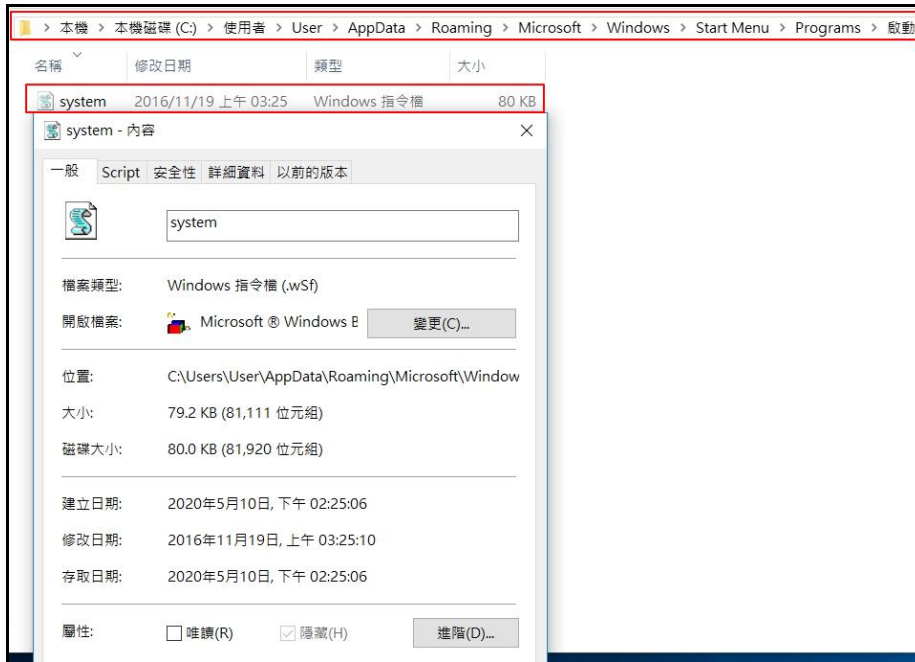 本機 > 本機磁碟 (C:) > 使用者 > User > AppData > Roaming > Microsoft > Windows > Start Menu > Programs > 啟動
名稱 修改日期 類型 大小
system 2016/11/19 上午 03:25 Windows 指令檔 80 KB
system - 內容
一般 Script 安全性 詳細資料 以前的版本
system
檔案類型: Windows 指令檔 (.wSf)
開啟檔案: Microsoft ® Windows B 變更(C)...
位置: C:\Users\User\AppData\Roaming\Microsoft\Window
大小: 79.2 KB (81,111 位元組)
磁碟大小: 80.0 KB (81,920 位元組)
建立日期: 2020年5月10日, 下午 02:25:06
修改日期: 2016年11月19日, 上午 03:25:10
存取日期: 2020年5月10日, 下午 02:25:06
屬性: 唯讀(R) 隱藏(H) 進階(D)...